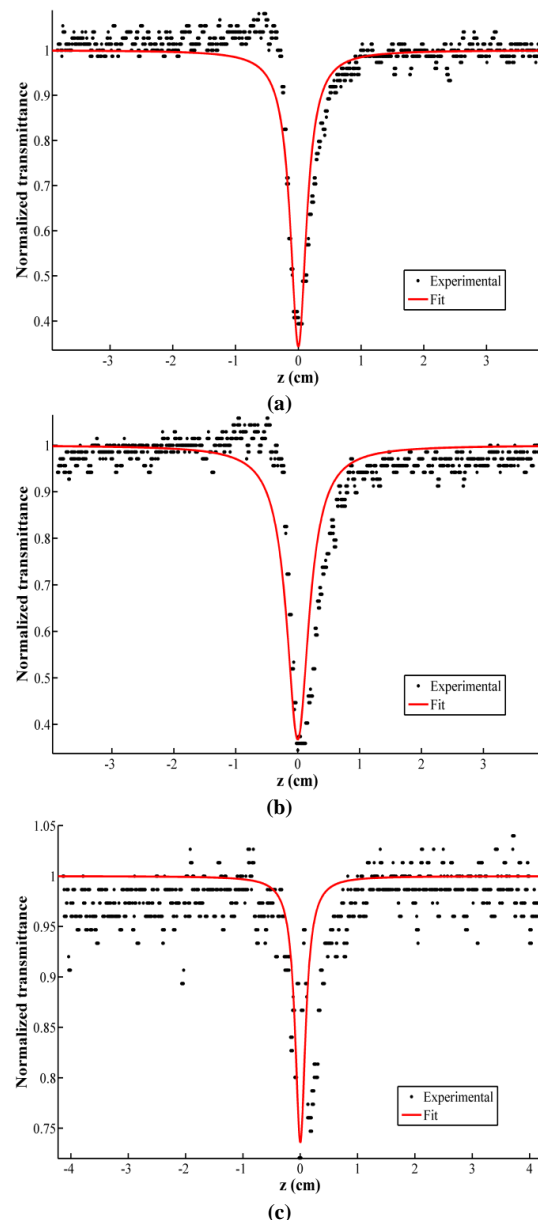 Normalized transmittance
1
0.9
0.8
0.7
0.6
0.5
0.4
Experimental
Fit
-3 -2 -1 0 1 2 3
z (cm)
(a)
Normalized transmittance
1
0.9
0.8
0.7
0.6
0.5
0.4
Experimental
Fit
-3 -2 -1 0 1 2 3
z (cm)
(b)
Normalized transmittance
1.05
1
0.95
0.9
0.85
0.8
0.75
Experimental
Fit
-4 -3 -2 -1 0 1 2 3 4
z (cm)
(c)